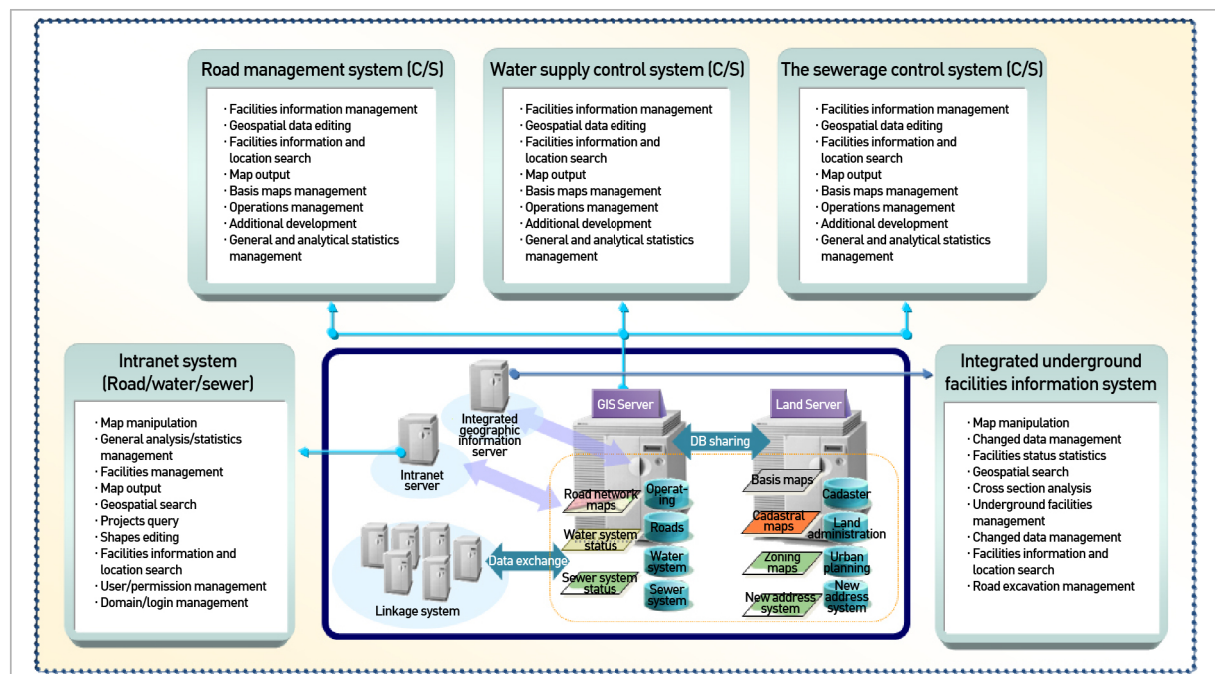 Road management system (C/S)
· Facilities information management
· Geospatial data editing
· Facilities information and
location search
· Map output
· Basis maps management
· Operations management
· Additional development
· General and analytical statistics
management
Water supply control system (C/S)
· Facilities information management
· Geospatial data editing
· Facilities information and
location search
· Map output
· Basis maps management
· Operations management
· Additional development
· General and analytical statistics
management
The sewerage control system (C/S)
· Facilities information management
· Geospatial data editing
· Facilities information and
location search
· Map output
· Basis maps management
· Operations management
· Additional development
· General and analytical statistics
management
Intranet system
(Road/water/sewer)
· Map manipulation
· General analysis/statistics
management
· Facilities management
· Map output
· Geospatial search
· Projects query
· Shapes editing
· Facilities information and
location search
· User/permission management
· Domain/login management
Integrated
geographic
information
server
Intranet
server
Linkage system
Data exchange
GIS Server
DB sharing
Land Server
Road network
maps
Water system
status
Sewer system
status
Operat-
ing
Roads
Water
system
Sewer
system
Basis maps
Cadastral
maps
Zoning
maps
New address
system
Cadaster
Land
administration
Urban
planning
New
address
system
Integrated underground
facilities information system
· Map manipulation
· Changed data management
· Facilities status statistics
· Geospatial search
· Cross section analysis
· Underground facilities
management
· Changed data management
· Facilities information and
location search
· Road excavation management